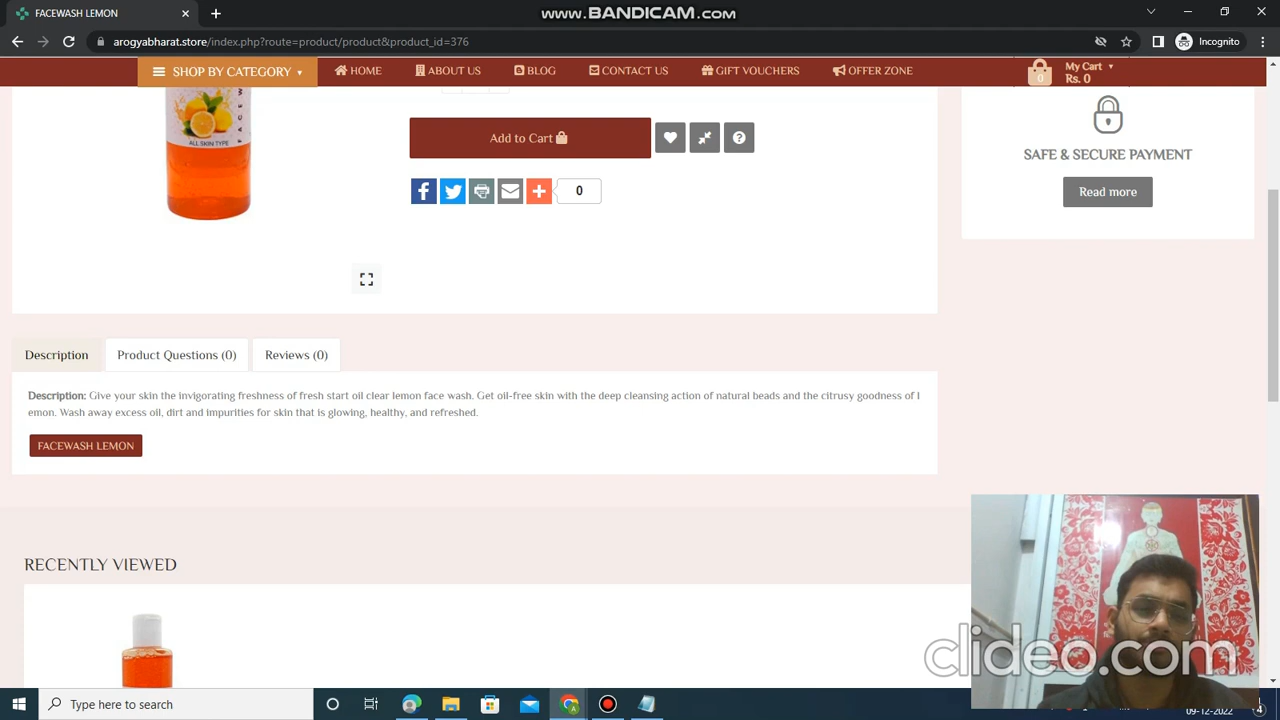 www.BANDICAM.com
FACEWASH LEMON
arogyabharat.store/index.php?route=product/product&product_id=376
Incognito
SHOP BY CATEGORY
HOME
ABOUT US
BLOG
CONTACT US
GIFT VOUCHERS
OFFER ZONE
0
My Cart
Rs. 0
ALL SKIN TYPE
Add to Cart
0
SAFE & SECURE PAYMENT
Read more
Description
Product Questions (0)
Reviews (0)
Description: Give your skin the invigorating freshness of fresh start oil clear lemon face wash. Get oil-free skin with the deep cleansing action of natural beads and the citrusy goodness of l
emon. Wash away excess oil, dirt and impurities for skin that is glowing, healthy, and refreshed.
FACEWASH LEMON
RECENTLY VIEWED
clideo.com
Type here to search
09-12-2022
4